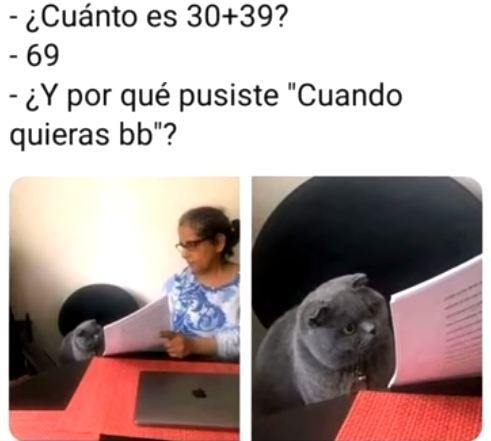 - ¿Cuánto es 30+39?
- 69
- ¿Y por qué pusiste "Cuando
quieras bb"?